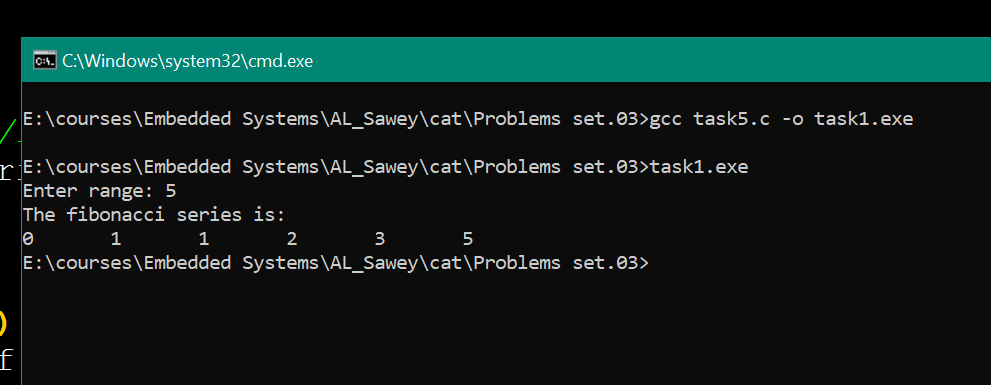 C:\Windows\system32\cmd.exe
E:\courses\Embedded Systems\AL_Sawey\cat\Problems set.03>gcc task5.c -o task1.exe
E:\courses\Embedded Systems\AL_Sawey\cat\Problems set.03>task1.exe
Enter range: 5
The fibonacci series is:
0 1 1 2 3 5
E:\courses\Embedded Systems\AL_Sawey\cat\Problems set.03>